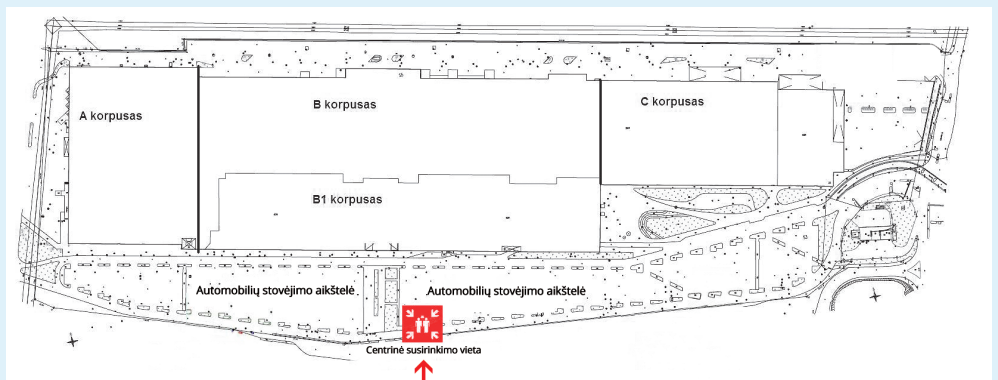 A korpusas
B korpusas
C korpusas
B1 korpusas
Automobilių stovėjimo aikštelė
Automobilių stovėjimo aikštelė
Centrinė susirinkimo vieta